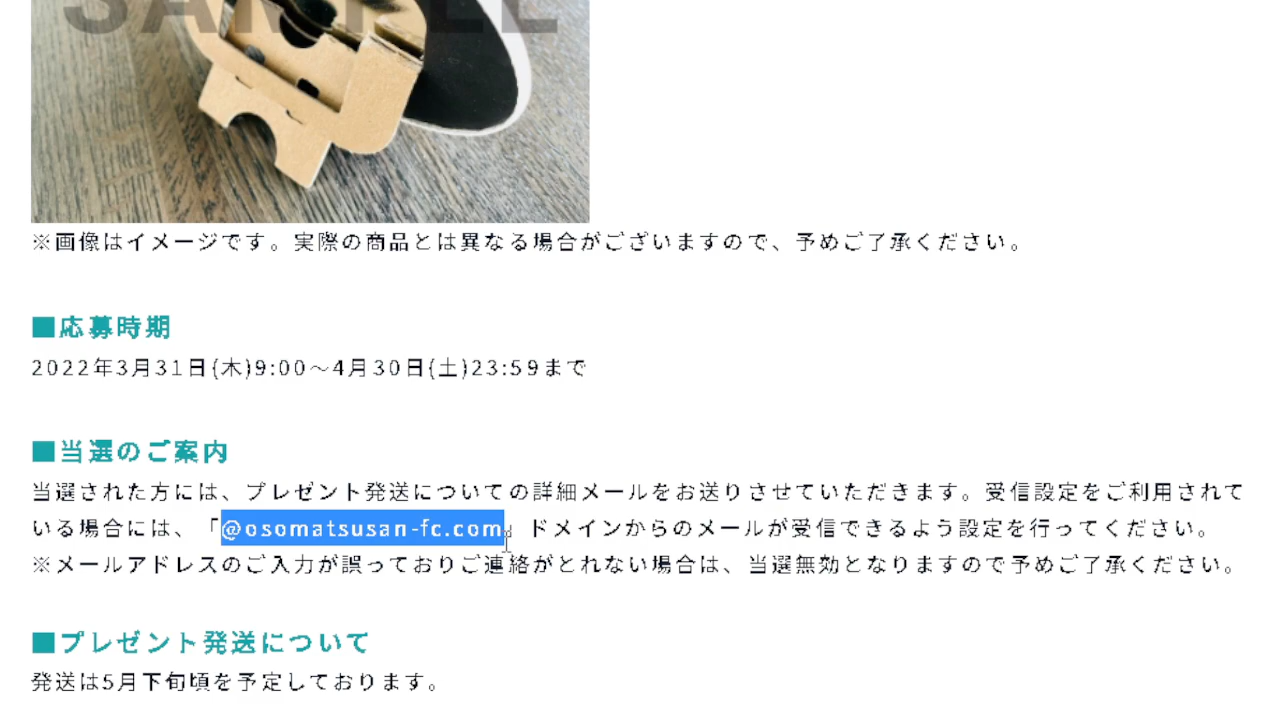 SAMPLE
※画像はイメージです。実際の商品とは異なる場合がございますので、予めご了承ください。
■応募時期
2022年3月31日(木)9:00～4月30日(土)23:59まで
■当選のご案内
当選された方には、プレゼント発送についての詳細メールをお送りさせていただきます。受信設定をご利用されて
いる場合には、「@osomatsusan-fc.com」ドメインからのメールが受信できるよう設定を行ってください。
※メールアドレスのご入力が誤っておりご連絡がとれない場合は、当選無効となりますので予めご了承ください。
■プレゼント発送について
発送は5月下旬頃を予定しております。